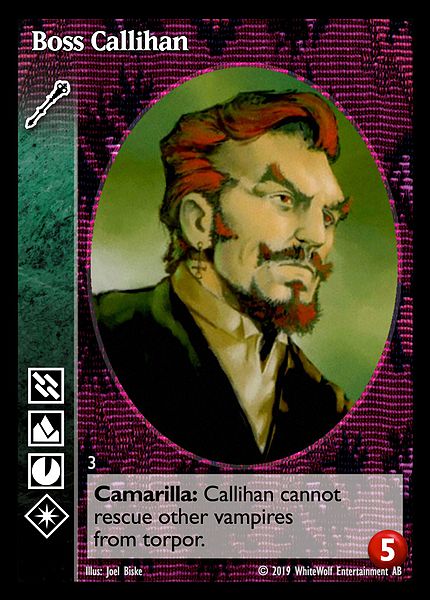 Boss Callihan
3
Camarilla: Callihan cannot
rescue other vampires
from torpor.
5
Illus: Joel Biske © 2019 WhiteWolf Entertainment AB